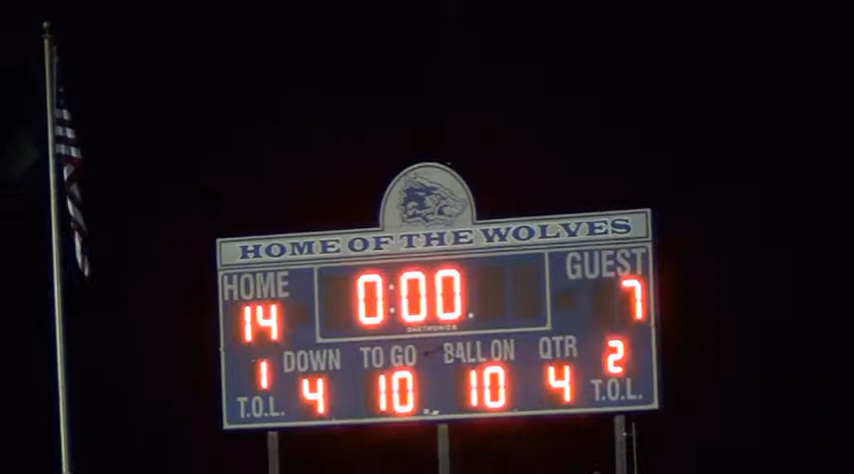 HOME OF THE WOLVES
HOME 0:00 GUEST
14 7
DAKTRONICS
1 DOWN TO GO BALL ON QTR 2
T.O.L. 4 10 10 4 T.O.L.